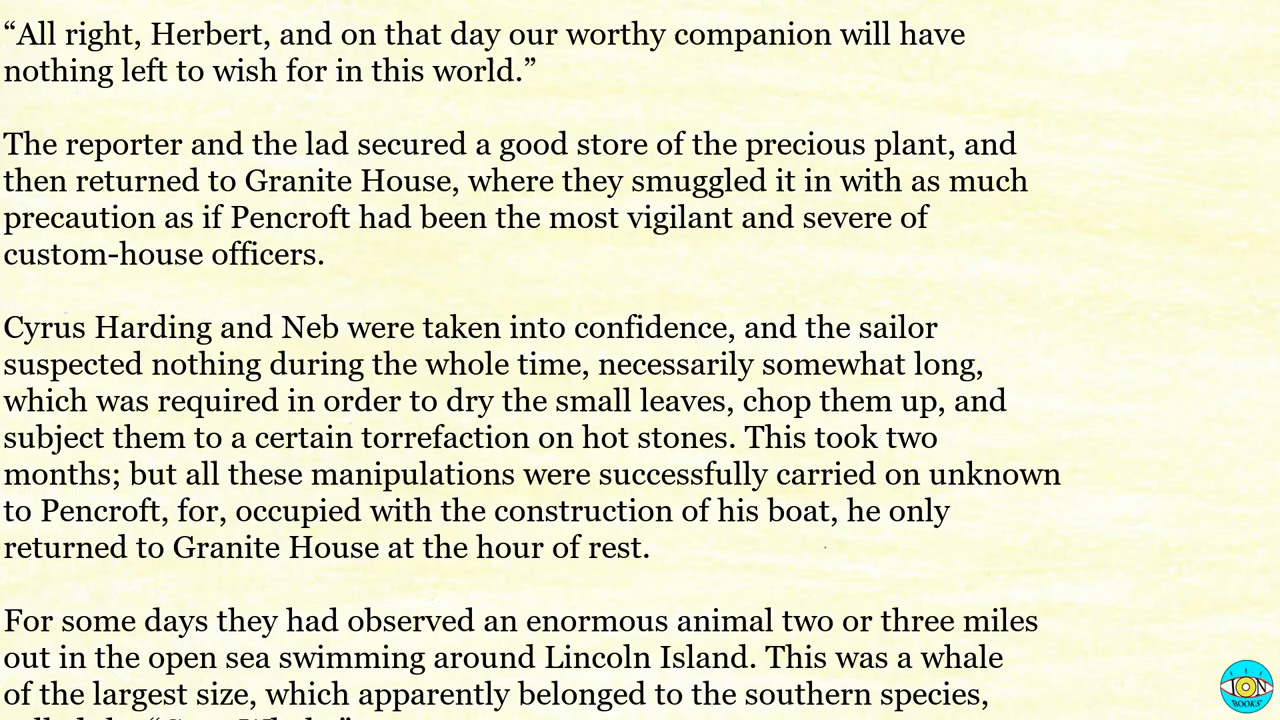 “All right, Herbert, and on that day our worthy companion will have
nothing left to wish for in this world.”
The reporter and the lad secured a good store of the precious plant, and
then returned to Granite House, where they smuggled it in with as much
precaution as if Pencroft had been the most vigilant and severe of
custom-house officers.
Cyrus Harding and Neb were taken into confidence, and the sailor
suspected nothing during the whole time, necessarily somewhat long,
which was required in order to dry the small leaves, chop them up, and
subject them to a certain torrefaction on hot stones. This took two
months; but all these manipulations were successfully carried on unknown
to Pencroft, for, occupied with the construction of his boat, he only
returned to Granite House at the hour of rest.
For some days they had observed an enormous animal two or three miles
out in the open sea swimming around Lincoln Island. This was a whale
of the largest size, which apparently belonged to the southern species,
ION
BOOKS